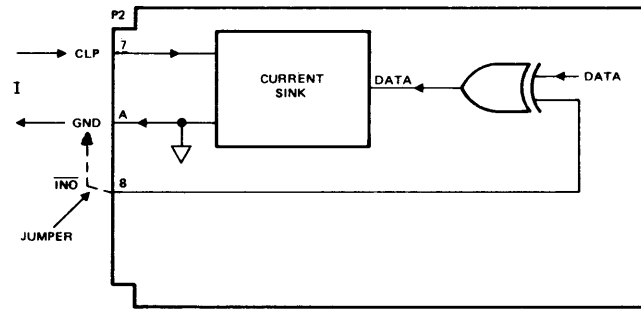 P2
CLP 7
I
CURRENT
SINK
DATA
DATA
GND A
INO 8
JUMPER